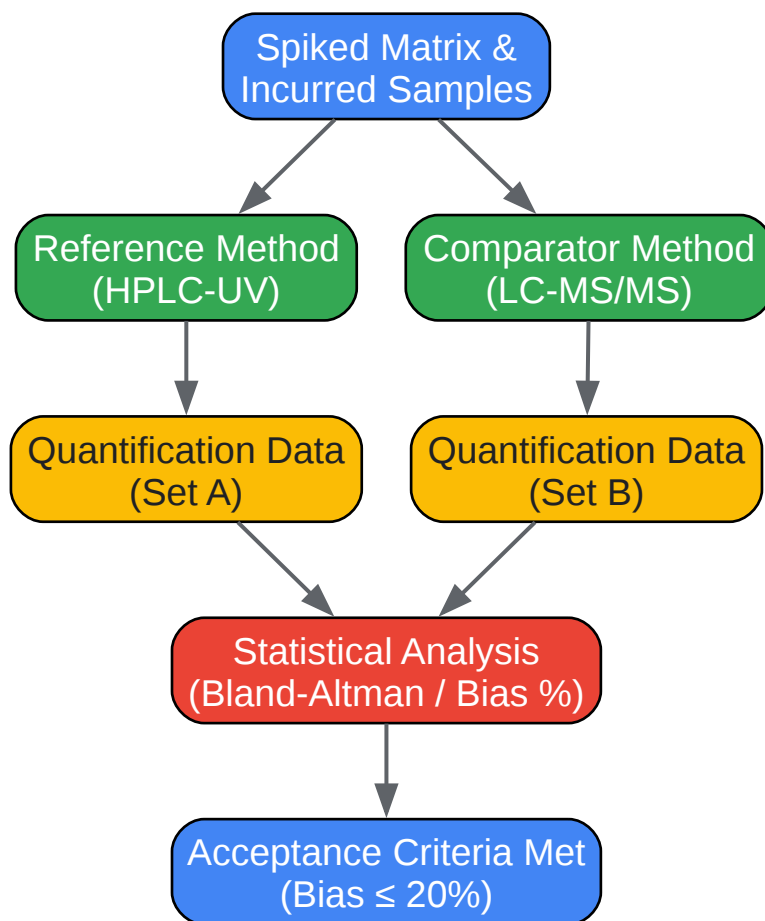 Spiked Matrix &
Incurred Samples
Reference Method
(HPLC-UV)
Comparator Method
(LC-MS/MS)
Quantification Data
(Set A)
Quantification Data
(Set B)
Statistical Analysis
(Bland-Altman / Bias %)
Acceptance Criteria Met
(Bias ≤ 20%)